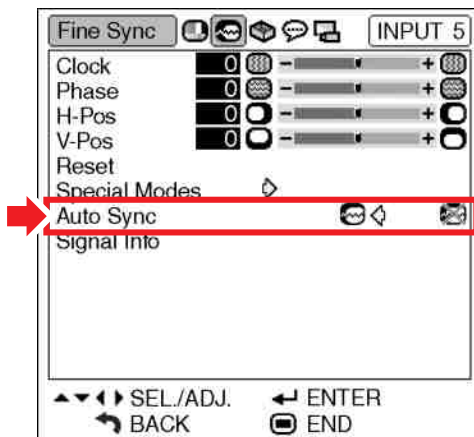 Fine Sync INPUT 5
Clock 0 - +
Phase 0 - +
H-Pos 0 - +
V-Pos 0 - +
Reset
Special Modes
Auto Sync
Signal Info
SEL./ADJ. ENTER
BACK END